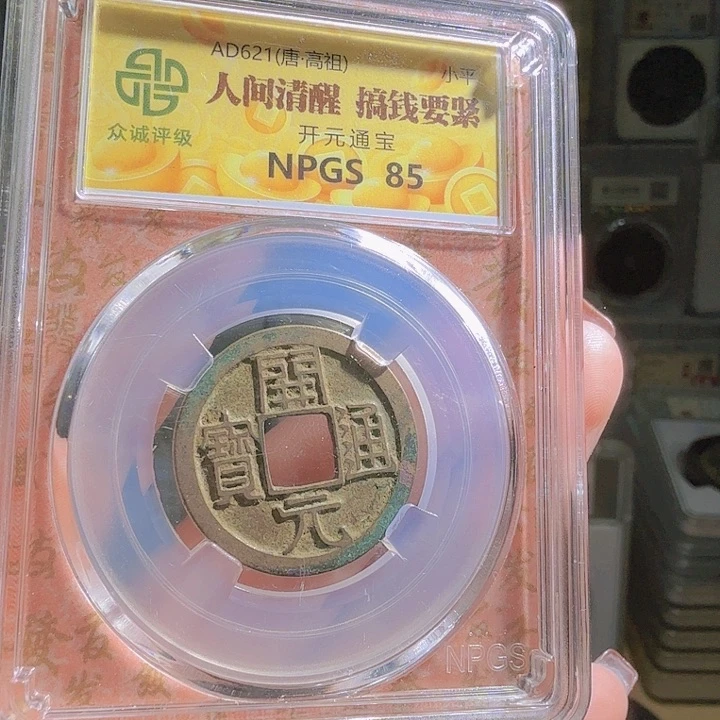 AD621(唐·高祖)
小平
人间清醒 搞钱要紧
众诚评级
开元通宝
NPGS 85
開
通
寶
元
NPGS